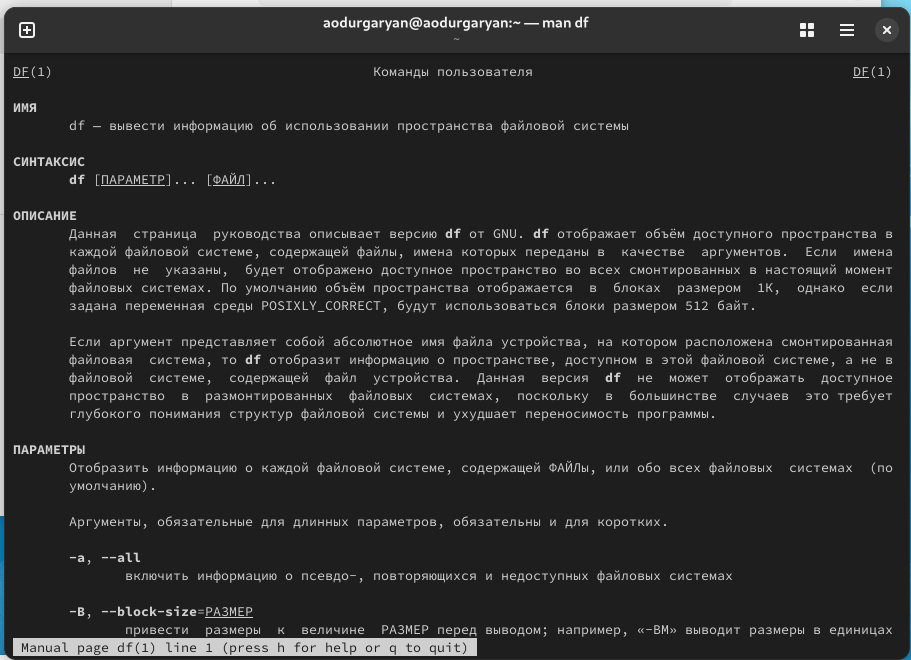 aodurgaryan@aodurgaryan:~ — man df
~
DF(1) Команды пользователя DF(1)
ИМЯ
df – вывести информацию об использовании пространства файловой системы
СИНТАКСИС
df [ПАРАМЕТР]... [ФАЙЛ]...
ОПИСАНИЕ
Данная страница руководства описывает версию df от GNU. df отображает объём доступного пространства в
каждой файловой системе, содержащей файлы, имена которых переданы в качестве аргументов. Если имена
файлов не указаны, будет отображено доступное пространство во всех смонтированных в настоящий момент
файловых системах. По умолчанию объём пространства отображается в блоках размером 1K, однако если
задана переменная среды POSIXLY_CORRECT, будут использоваться блоки размером 512 байт.
Если аргумент представляет собой абсолютное имя файла устройства, на котором расположена смонтированная
файловая система, то df отобразит информацию о пространстве, доступном в этой файловой системе, а не в
файловой системе, содержащей файл устройства. Данная версия df не может отображать доступное
пространство в размонтированных файловых системах, поскольку в большинстве случаев это требует
глубокого понимания структур файловой системы и ухудшает переносимость программы.
ПАРАМЕТРЫ
Отобразить информацию о каждой файловой системе, содержащей ФАЙЛы, или обо всех файловых системах (по
умолчанию).
Аргументы, обязательные для длинных параметров, обязательны и для коротких.
-a, --all
включить информацию о псевдо-, повторяющихся и недоступных файловых системах
-B, --block-size=РАЗМЕР
привести размеры к величине РАЗМЕР перед выводом; например, «-BM» выводит размеры в единицах
Manual page df(1) line 1 (press h for help or q to quit)